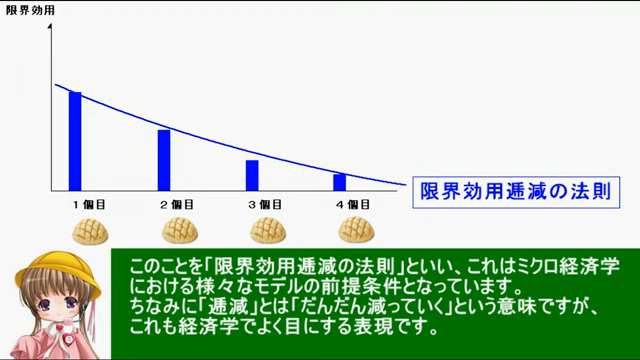 限界効用
1個目
2個目
3個目
4個目
限界効用逓減の法則
このことを「限界効用逓減の法則」といい、これはミクロ経済学
における様々なモデルの前提条件となっています。
ちなみに「逓減」とは「だんだん減っていく」という意味ですが、
これも経済学でよく目にする表現です。